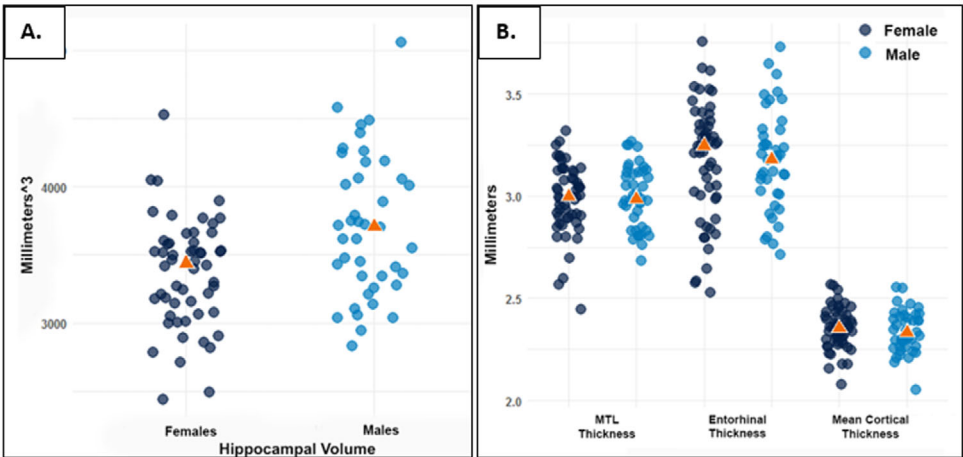 A.
Millimeters^3
4000
3000
Females
Males
Hippocampal Volume
B.
Female
Male
Millimeters
3.5
3.0
2.5
2.0
MTL
Thickness
Entorhinal
Thickness
Mean Cortical
Thickness